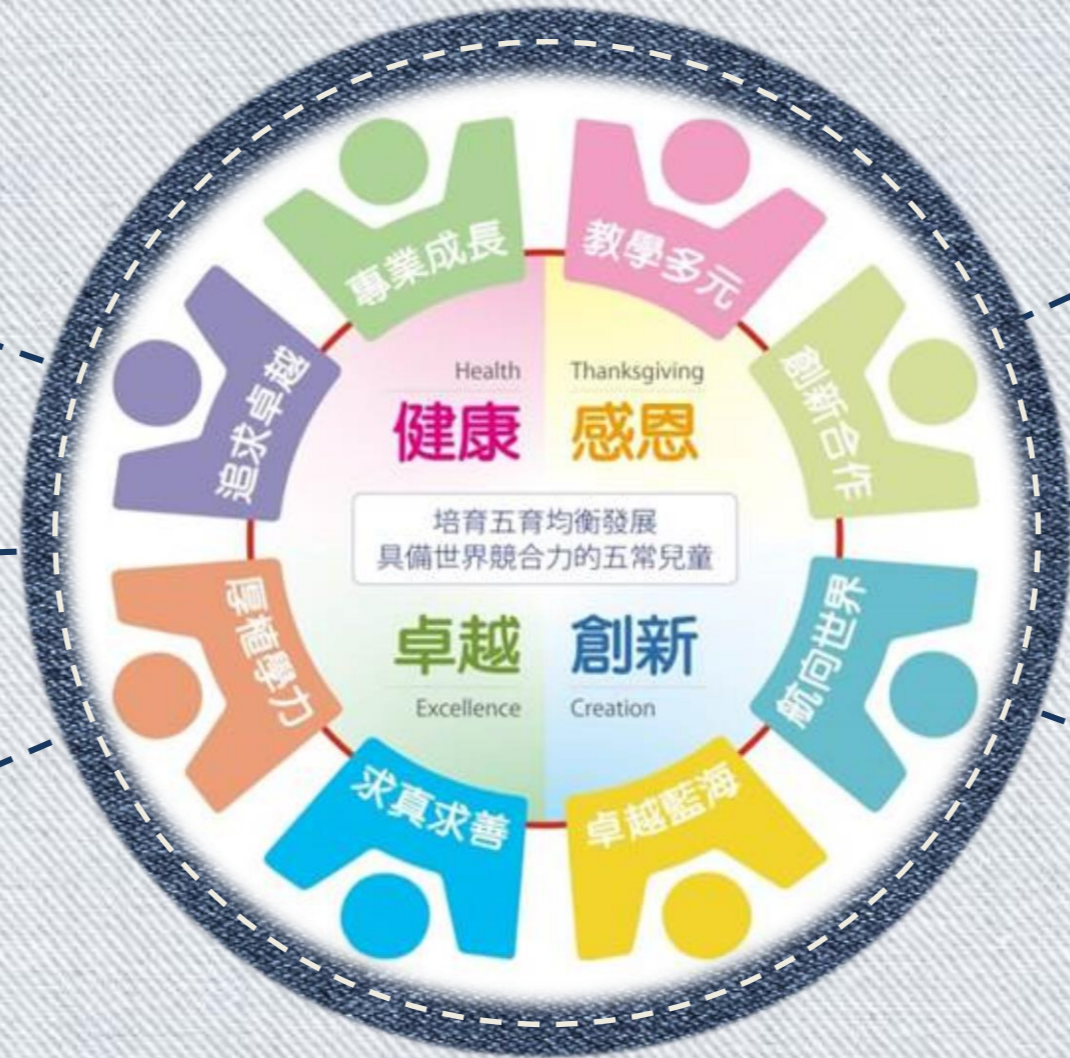 專業成長
教學多元
創新合作
航向世界
卓越藍海
求真求善
厚植學力
追求卓越
Health
健康
Thanksgiving
感恩
培育五育均衡發展
具備世界競合力的五常兒童
卓越
Excellence
創新
Creation